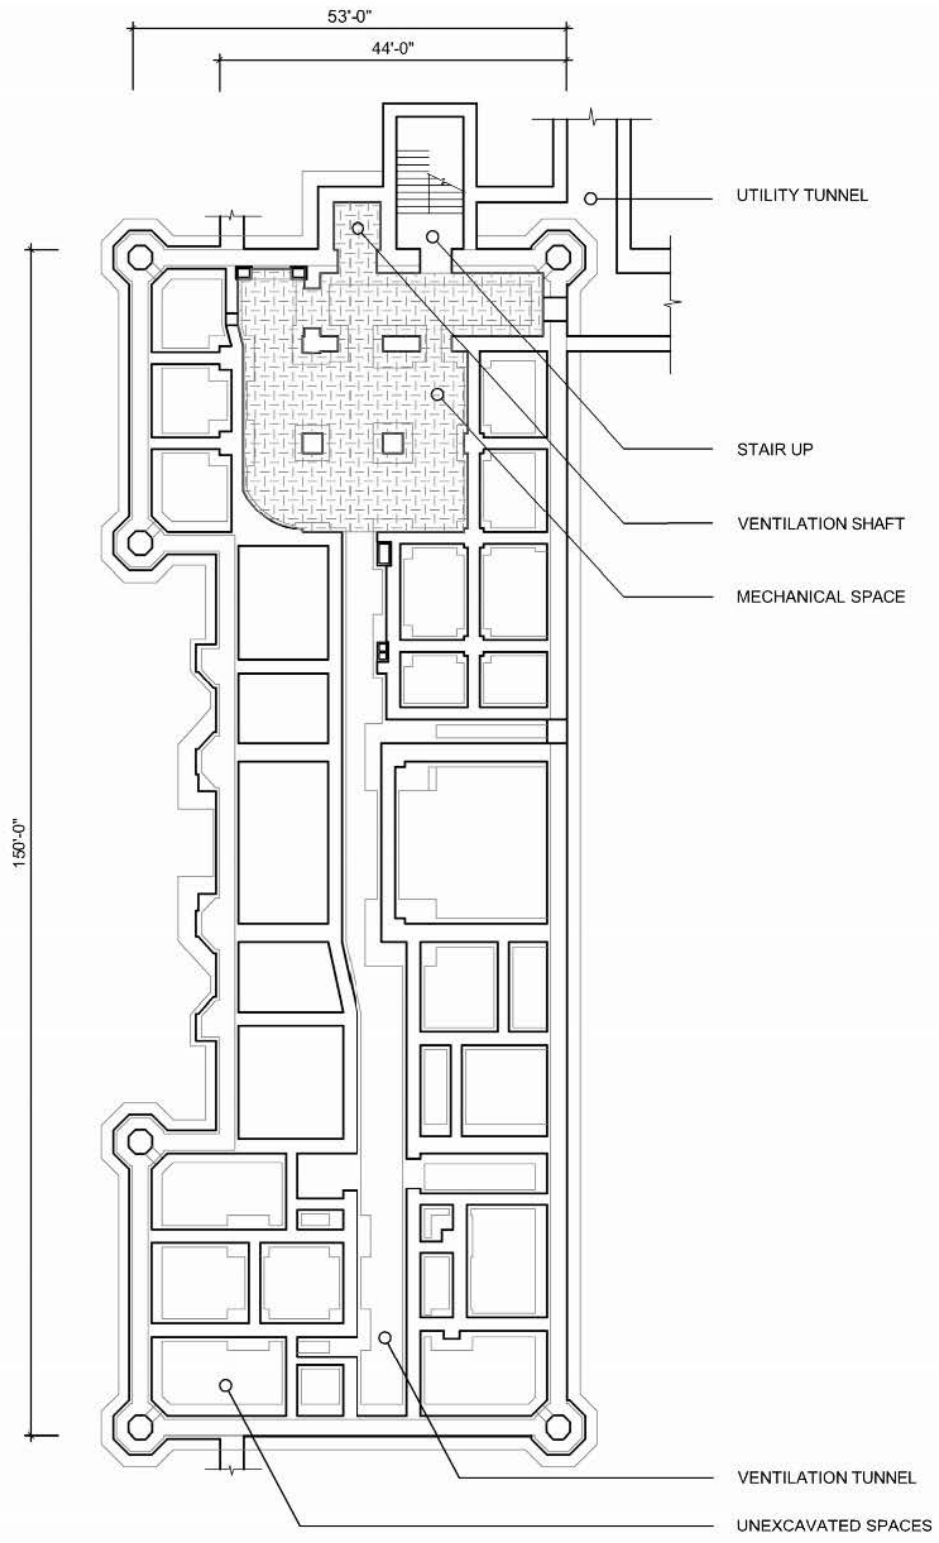 53'-0"
44'-0"
UTILITY TUNNEL
STAIR UP
VENTILATION SHAFT
MECHANICAL SPACE
150'-0"
VENTILATION TUNNEL
UNEXCAVATED SPACES